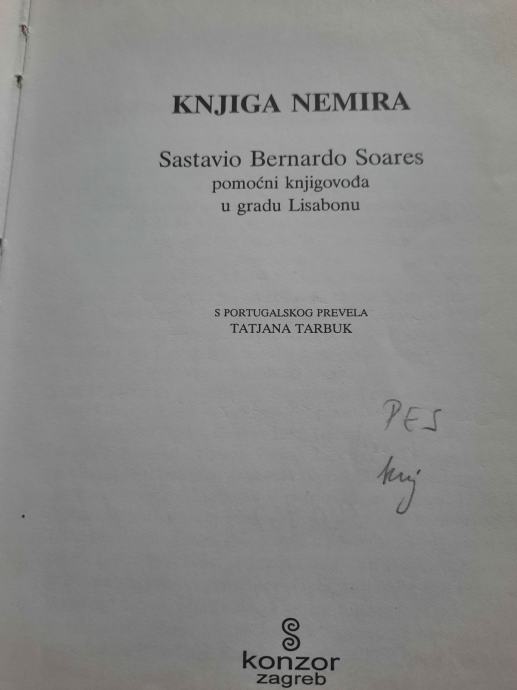 KNJIGA NEMIRA
Sastavio Bernardo Soares
pomoćni knjigovođa
u gradu Lisabonu
S PORTUGALSKOG PREVELA
TATJANA TARBUK
PES
knj
konzor
zagreb